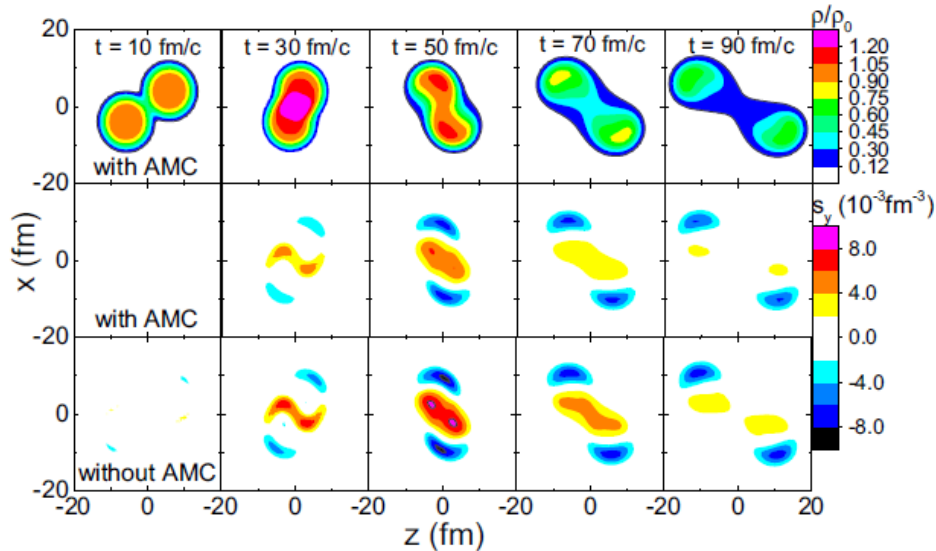 t = 10 fm/c
t = 30 fm/c
t = 50 fm/c
t = 70 fm/c
t = 90 fm/c
ρ/ρ0
20
0
-20
with AMC
1.20
1.05
0.90
0.75
0.60
0.45
0.30
0.12
x (fm)
0
20
with AMC
s_y (10^-3 fm^-3)
8.0
4.0
0.0
-4.0
-8.0
0
-20
without AMC
-20
0
-20
0
-20
0
-20
0
-20
0
20
z (fm)